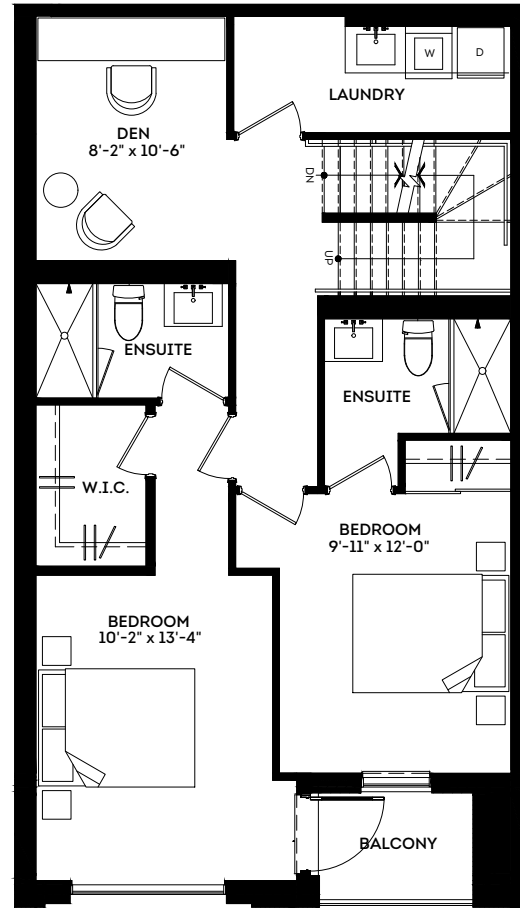 W
D
LAUNDRY
DEN
8'-2" x 10'-6"
DN
UP
ENSUITE
ENSUITE
W.I.C.
BEDROOM
9'-11" x 12'-0"
BEDROOM
10'-2" x 13'-4"
BALCONY